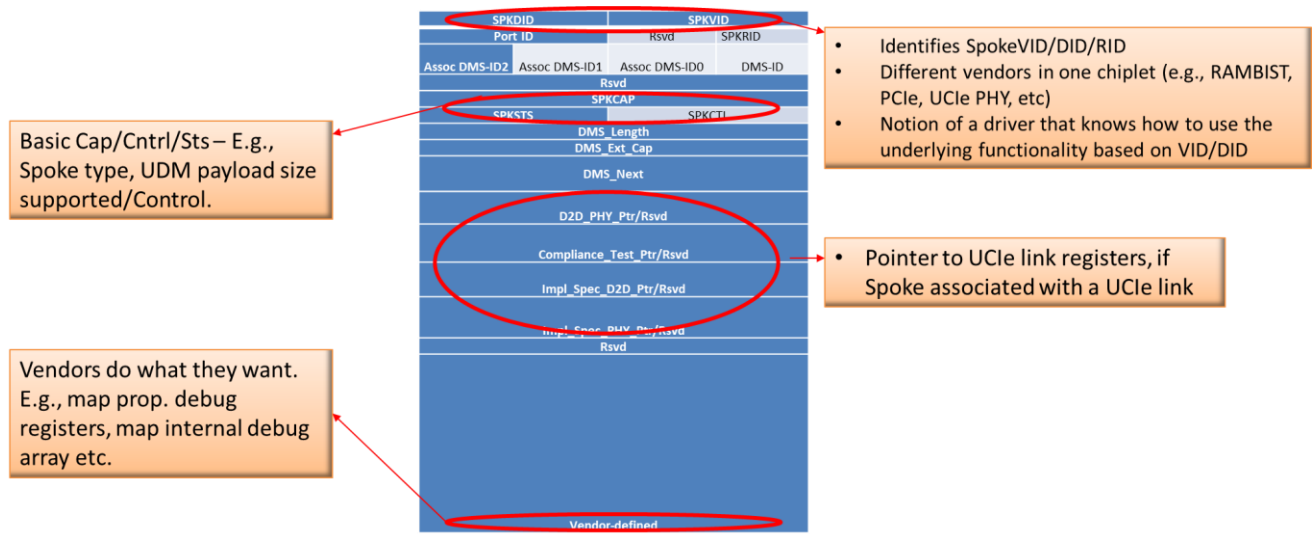 SPKDID SPKVID
Port ID Rsvd SPKRID
Assoc DMS-ID2 Assoc DMS-ID1 Assoc DMS-ID0 DMS-ID
Rsvd
SPKCAP
SPKSTS SPKCTL
DMS_Length
DMS_Ext_Cap
DMS_Next
D2D_PHY_Ptr/Rsvd
Compliance_Test_Ptr/Rsvd
Impl_Spec_D2D_Ptr/Rsvd
Impl_Spec_PHY_Ptr/Rsvd
Rsvd
Vendor-defined
Basic Cap/Cntrl/Sts – E.g.,
Spoke type, UDM payload size
supported/Control.
Vendors do what they want.
E.g., map prop. debug
registers, map internal debug
array etc.
• Identifies SpokeVID/DID/RID
• Different vendors in one chiplet (e.g., RAMBIST,
PCIe, UCIe PHY, etc)
• Notion of a driver that knows how to use the
underlying functionality based on VID/DID
• Pointer to UCIe link registers, if
Spoke associated with a UCIe link